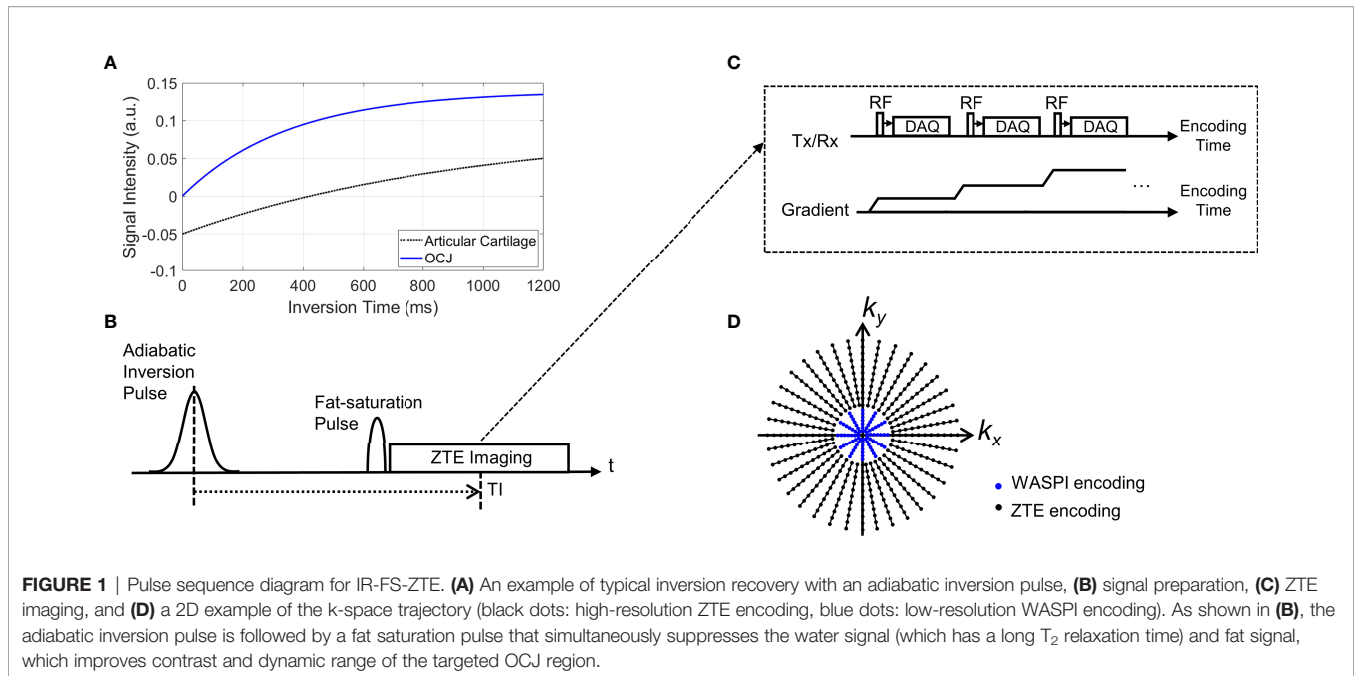 A
Signal Intensity (a.u.)
0.15
0.1
0.05
0
-0.05
-0.1
0 200 400 600 800 1000 1200
Inversion Time (ms)
Articular Cartilage
OCJ
B
Adiabatic
Inversion
Pulse
Fat-saturation
Pulse
ZTE Imaging
t
TI
C
RF RF RF
DAQ DAQ DAQ
Tx/Rx
Encoding
Time
Gradient
...
Encoding
Time
D
ky
kx
WASPI encoding
ZTE encoding
FIGURE 1 | Pulse sequence diagram for IR-FS-ZTE. (A) An example of typical inversion recovery with an adiabatic inversion pulse, (B) signal preparation, (C) ZTE
imaging, and (D) a 2D example of the k-space trajectory (black dots: high-resolution ZTE encoding, blue dots: low-resolution WASPI encoding). As shown in (B), the
adiabatic inversion pulse is followed by a fat saturation pulse that simultaneously suppresses the water signal (which has a long T2 relaxation time) and fat signal,
which improves contrast and dynamic range of the targeted OCJ region.